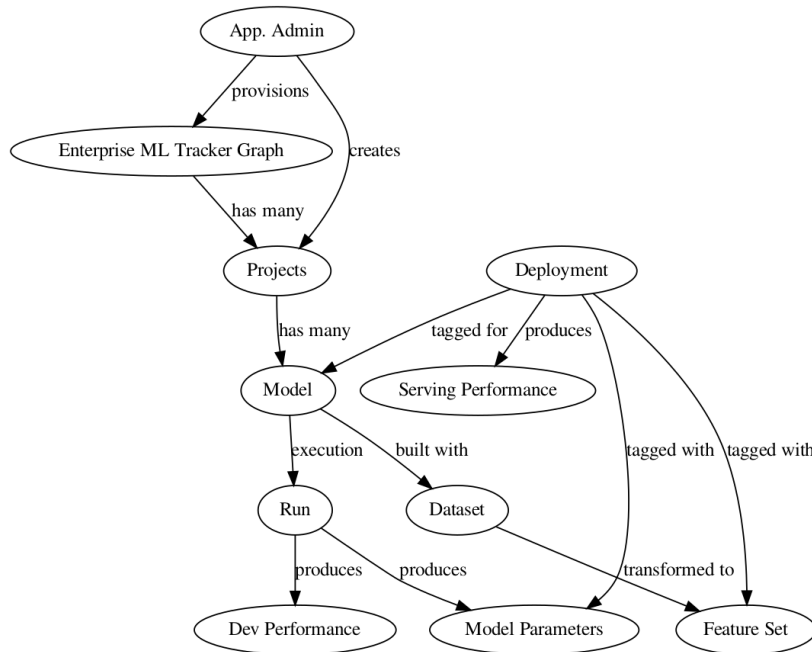 App. Admin
provisions
Enterprise ML Tracker Graph
creates
has many
Projects
Deployment
has many
tagged for
produces
Model
Serving Performance
execution
built with
tagged with
tagged with
Run
Dataset
produces
produces
transformed to
Dev Performance
Model Parameters
Feature Set